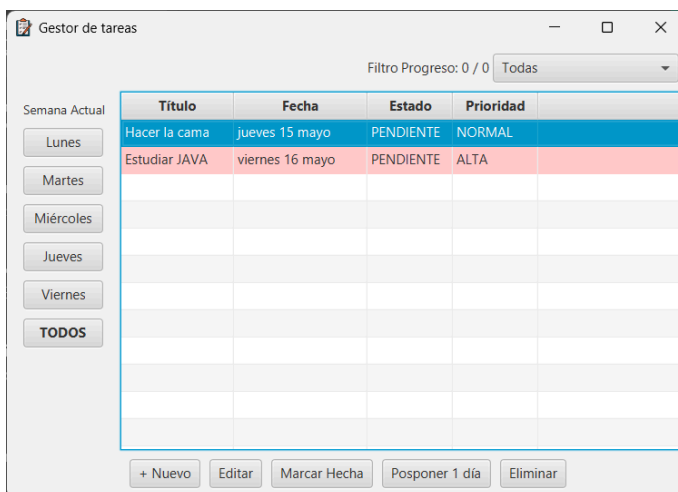 Gestor de tareas
Filtro Progreso: 0 / 0 Todas
Semana Actual
Lunes
Martes
Miércoles
Jueves
Viernes
TODOS
Título Fecha Estado Prioridad
Hacer la cama jueves 15 mayo PENDIENTE NORMAL
Estudiar JAVA viernes 16 mayo PENDIENTE ALTA
+ Nuevo Editar Marcar Hecha Posponer 1 día Eliminar